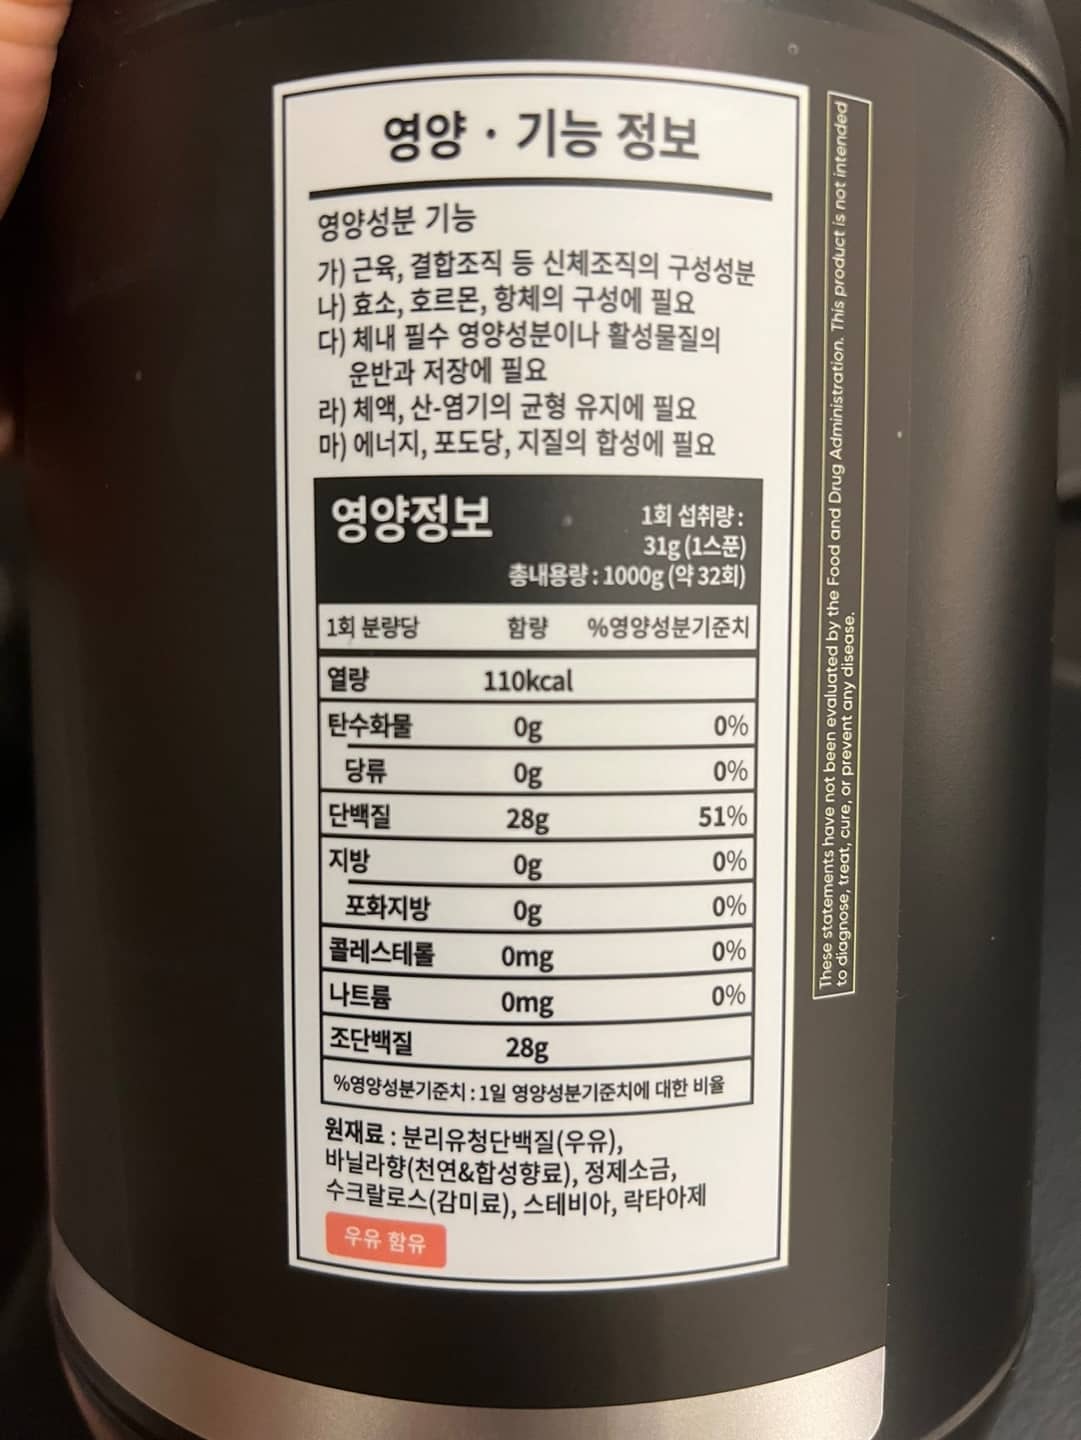 영양 · 기능 정보
영양성분 기능
가) 근육, 결합조직 등 신체조직의 구성성분
나) 효소, 호르몬, 항체의 구성에 필요
다) 체내 필수 영양성분이나 활성물질의
운반과 저장에 필요
라) 체액, 산-염기의 균형 유지에 필요
마) 에너지, 포도당, 지질의 합성에 필요
영양정보
1회 섭취량 :
31g (1스푼)
총내용량 : 1000g (약 32회)
1회 분량당 함량 %영양성분기준치
열량 110kcal
탄수화물 0g 0%
당류 0g 0%
단백질 28g 51%
지방 0g 0%
포화지방 0g 0%
콜레스테롤 0mg 0%
나트륨 0mg 0%
조단백질 28g
%영양성분기준치 : 1일 영양성분기준치에 대한 비율
원재료 : 분리유청단백질(우유),
바닐라향(천연&합성향료), 정제소금,
수크랄로스(감미료), 스테비아, 락타아제
우유 함유
These statements have not been evaluated by the Food and Drug Administration. This product is not intended
to diagnose, treat, cure, or prevent any disease.